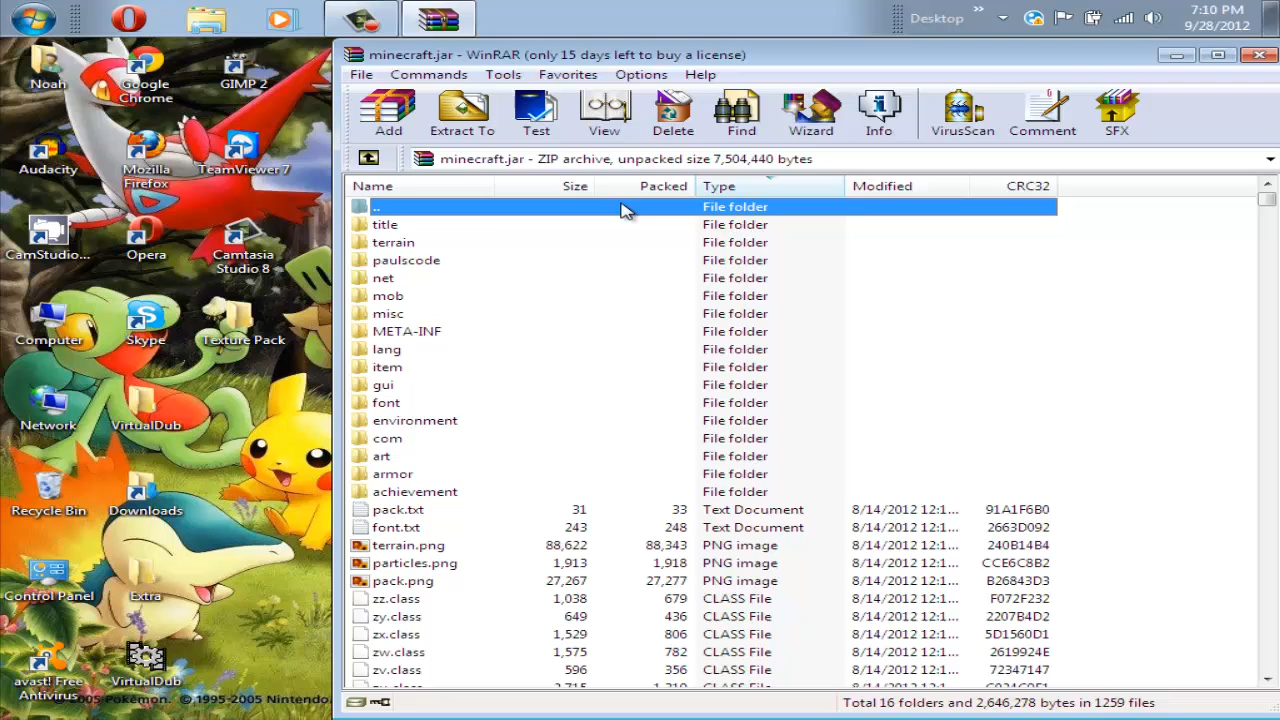 Desktop
»
7:10 PM
9/28/2012
Noah
Google Chrome
GIMP 2
Audacity
Mozilla Firefox
TeamViewer 7
CamStudio...
Opera
Camtasia Studio 8
Computer
Skype
Texture Pack
Network
VirtualDub
Recycle Bin
Downloads
Control Panel
Extra
avast! Free Antivirus
VirtualDub
Pokémon. © 1995-2005 Nintendo.
minecraft.jar - WinRAR (only 15 days left to buy a license)
File Commands Tools Favorites Options Help
Add Extract To Test View Delete Find Wizard Info VirusScan Comment SFX
minecraft.jar - ZIP archive, unpacked size 7,504,440 bytes
Name Size Packed Type Modified CRC32
.. File folder
title File folder
terrain File folder
paulscode File folder
net File folder
mob File folder
misc File folder
META-INF File folder
lang File folder
item File folder
gui File folder
font File folder
environment File folder
com File folder
art File folder
armor File folder
achievement File folder
pack.txt 31 33 Text Document 8/14/2012 12:1... 91A1F6B0
font.txt 243 248 Text Document 8/14/2012 12:1... 2663D095
terrain.png 88,622 88,343 PNG image 8/14/2012 12:1... 240B14B4
particles.png 1,913 1,918 PNG image 8/14/2012 12:1... CCE6C8B2
pack.png 27,267 27,277 PNG image 8/14/2012 12:1... B26843D3
zz.class 1,038 679 CLASS File 8/14/2012 12:1... F072F232
zy.class 649 436 CLASS File 8/14/2012 12:1... 2207B4D2
zx.class 1,529 806 CLASS File 8/14/2012 12:1... 5D1560D1
zw.class 1,575 782 CLASS File 8/14/2012 12:1... 2619924E
zv.class 596 356 CLASS File 8/14/2012 12:1... 72347147
Total 16 folders and 2,646,278 bytes in 1259 files